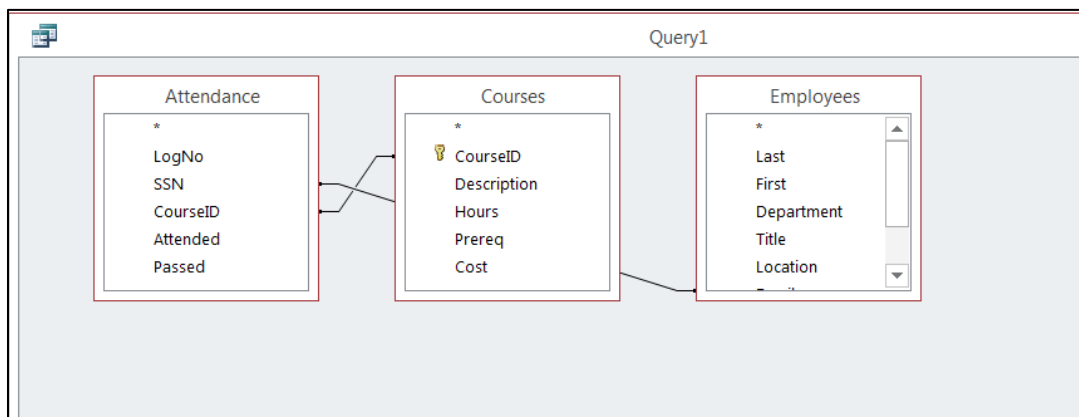 Query1
Attendance
*
LogNo
SSN
CourseID
Attended
Passed
Courses
*
CourseID
Description
Hours
Prereq
Cost
Employees
*
Last
First
Department
Title
Location